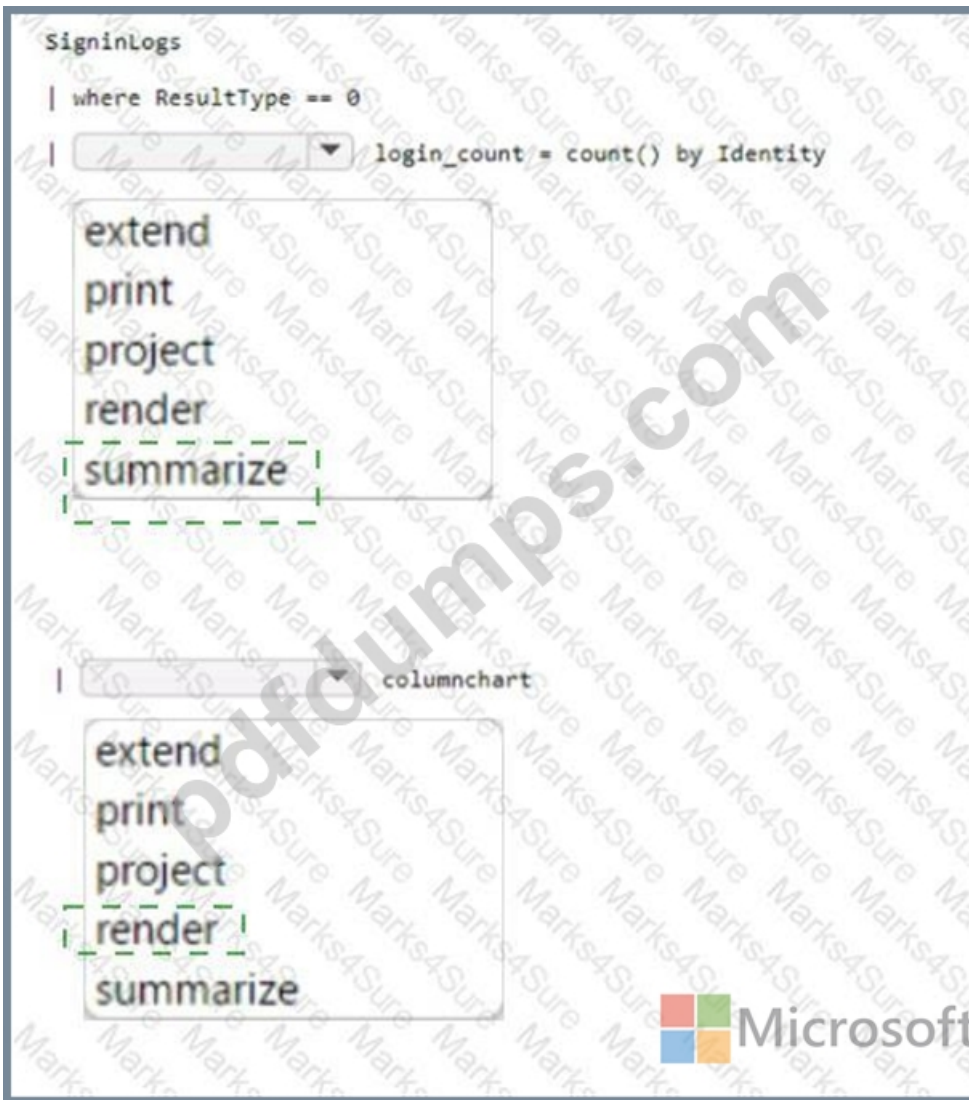 SigninLogs
| where ResultType == 0
| login_count = count() by Identity
extend
print
project
render
summarize
| columnchart
extend
print
project
render
summarize
Microsoft
pdfdumps.com
Marks4Sure